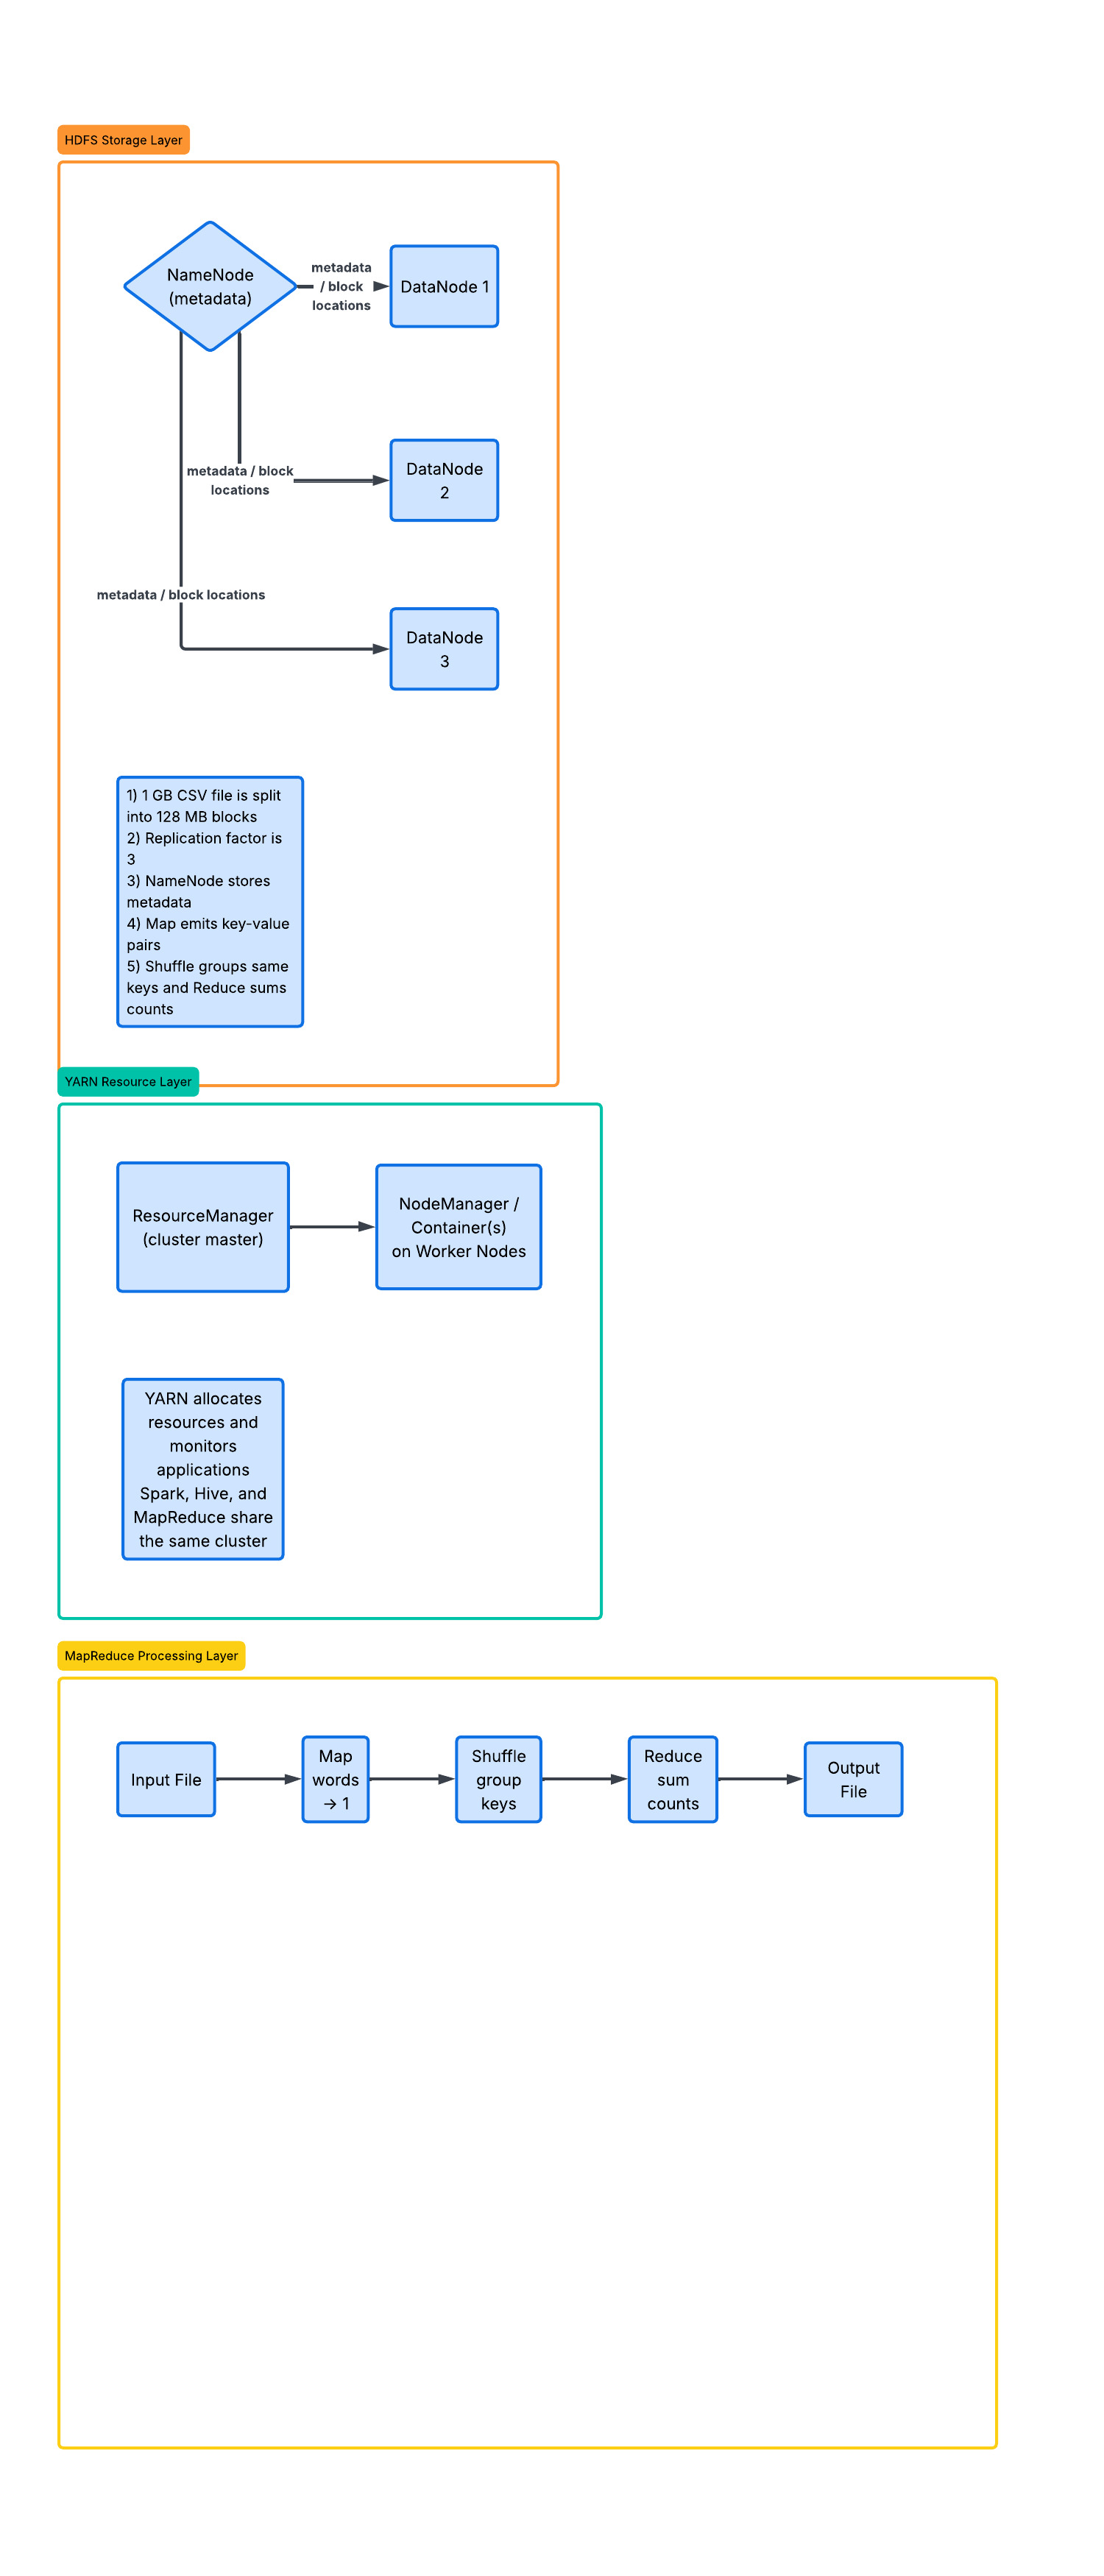 HDFS Storage Layer
NameNode
(metadata)
metadata
/ block
locations
DataNode 1
metadata / block
locations
DataNode
2
metadata / block locations
DataNode
3
1) 1 GB CSV file is split
into 128 MB blocks
2) Replication factor is
3
3) NameNode stores
metadata
4) Map emits key-value
pairs
5) Shuffle groups same
keys and Reduce sums
counts
YARN Resource Layer
ResourceManager
(cluster master)
NodeManager /
Container(s)
on Worker Nodes
YARN allocates
resources and
monitors
applications
Spark, Hive, and
MapReduce share
the same cluster
MapReduce Processing Layer
Input File
Map
words
→ 1
Shuffle
group
keys
Reduce
sum
counts
Output
File